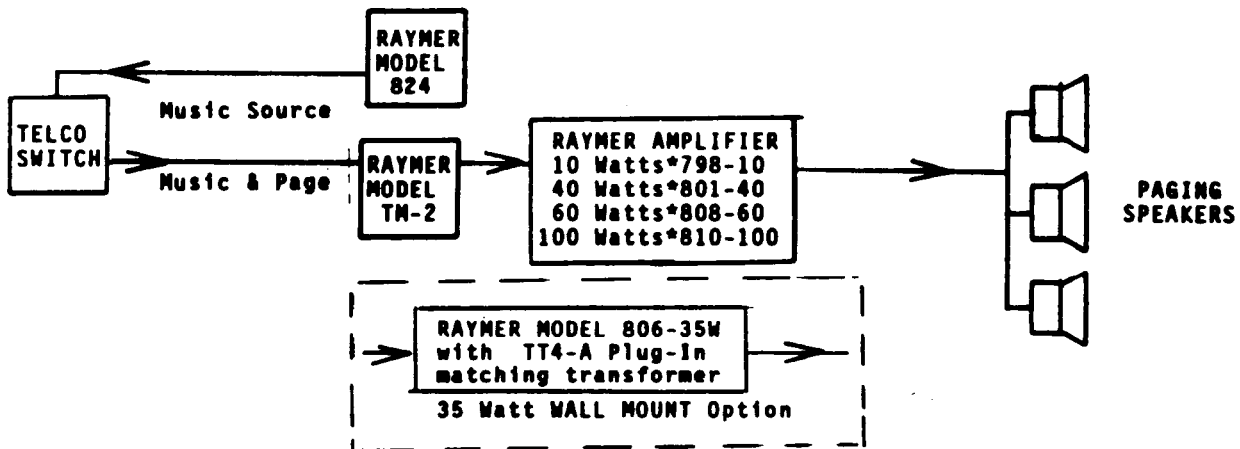 RAYMER
MODEL
824
Music Source
TELCO
SWITCH
Music & Page
RAYMER
MODEL
TM-2
RAYMER AMPLIFIER
10 Watts*798-10
40 Watts*801-40
60 Watts*808-60
100 Watts*810-100
PAGING
SPEAKERS
RAYMER MODEL 806-35W
with TT4-A Plug-In
matching transformer
35 Watt WALL MOUNT Option